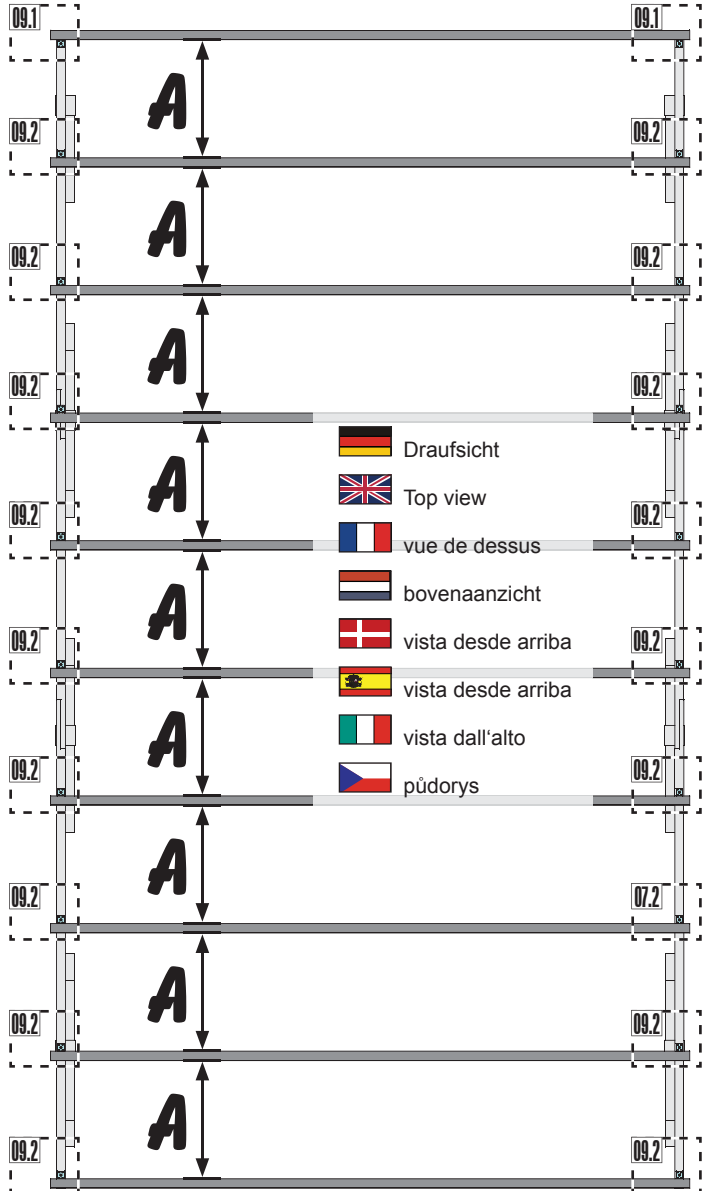 09.1 09.1
A
09.2 09.2
A
09.2 09.2
A
09.2 09.2
Draufsicht
A
Top view
09.2 09.2
vue de dessus
bovenaanzicht
A
09.2 09.2
vista desde arriba
vista desde arriba
A
vista dall'alto
09.2 09.2
půdorys
A
09.2 07.2
A
09.2 09.2
A
09.2 09.2